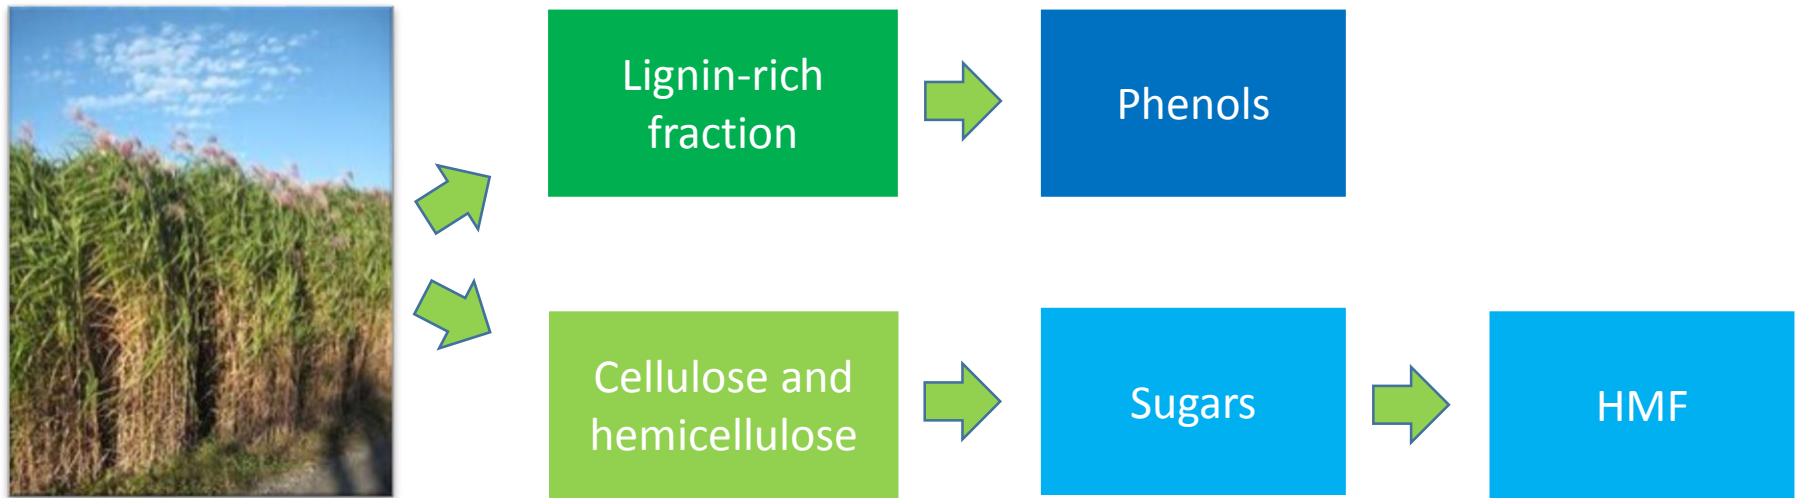 Lignin-rich
fraction
Phenols
Cellulose and
hemicellulose
Sugars
HMF